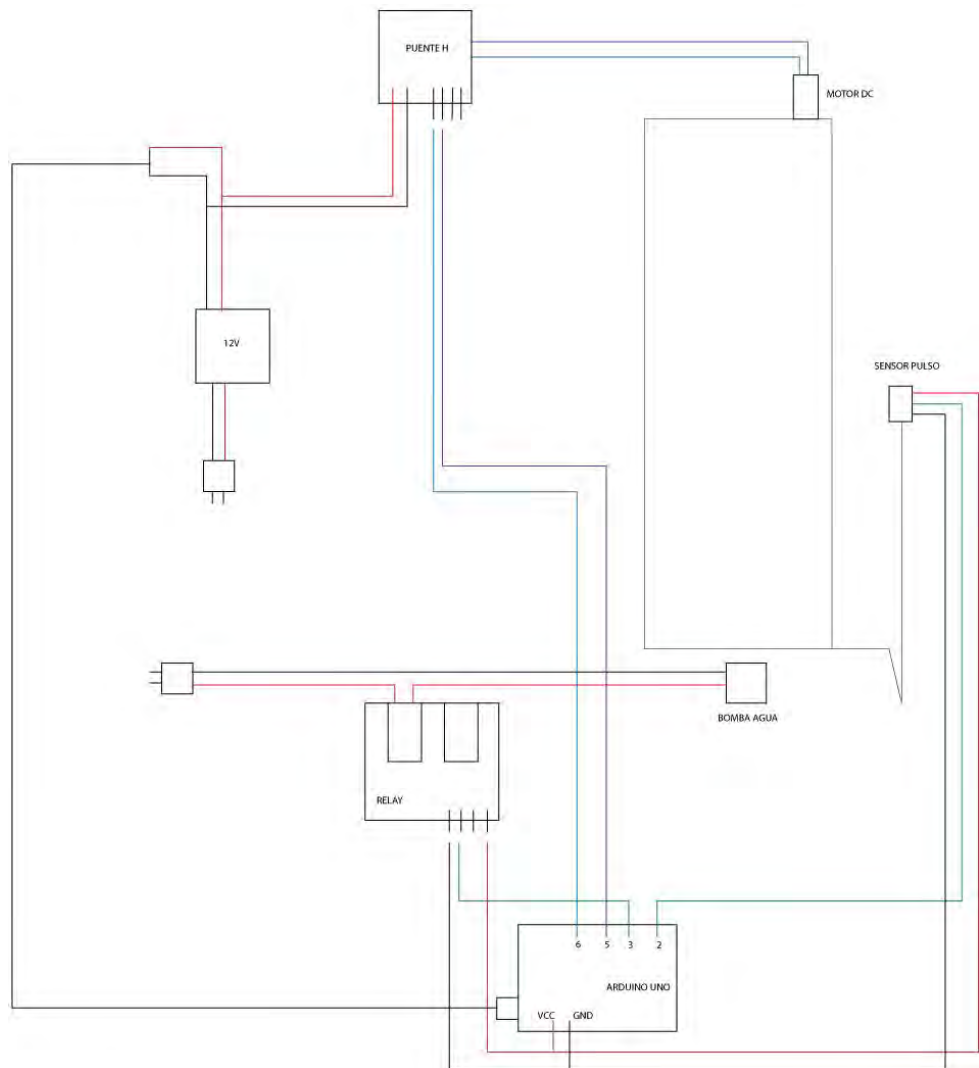 PUENTE H
MOTOR DC
12V
SENSOR PULSO
BOMBA AGUA
RELAY
6 5 3 2
ARDUINO UNO
VCC GND